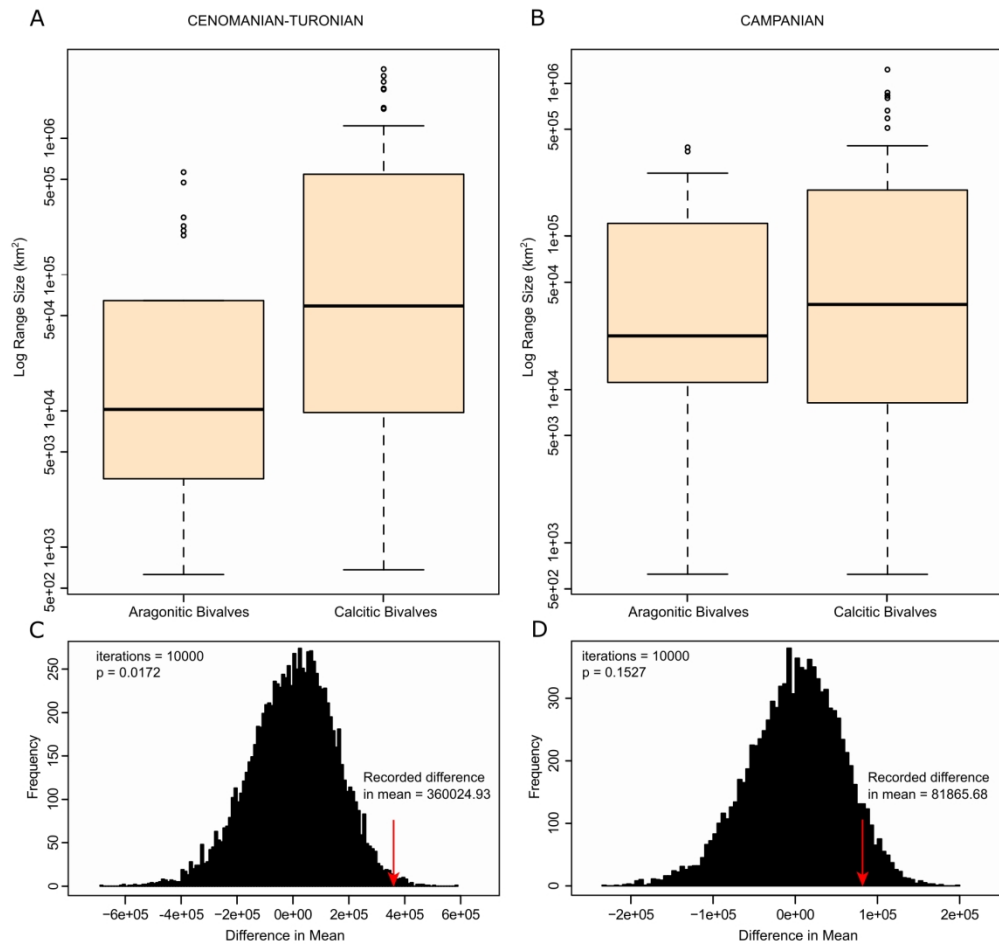 A
CENOMANIAN-TURONIAN
Log Range Size (km²)
1e+06
5e+05
1e+05
5e+04
1e+04
5e+03
1e+03
5e+02
Aragonitic Bivalves
Calcitic Bivalves
B
CAMPANIAN
Log Range Size (km²)
1e+06
5e+05
1e+05
5e+04
1e+04
5e+03
1e+03
5e+02
Aragonitic Bivalves
Calcitic Bivalves
C
iterations = 10000
p = 0.0172
Recorded difference
in mean = 360024.93
Frequency
250
200
150
100
50
0
−6e+05 −2e+05 0e+00 2e+05 4e+05 6e+05
Difference in Mean
D
iterations = 10000
p = 0.1527
Recorded difference
in mean = 81865.68
Frequency
300
200
100
0
−2e+05 −1e+05 0e+00 1e+05 2e+05
Difference in Mean